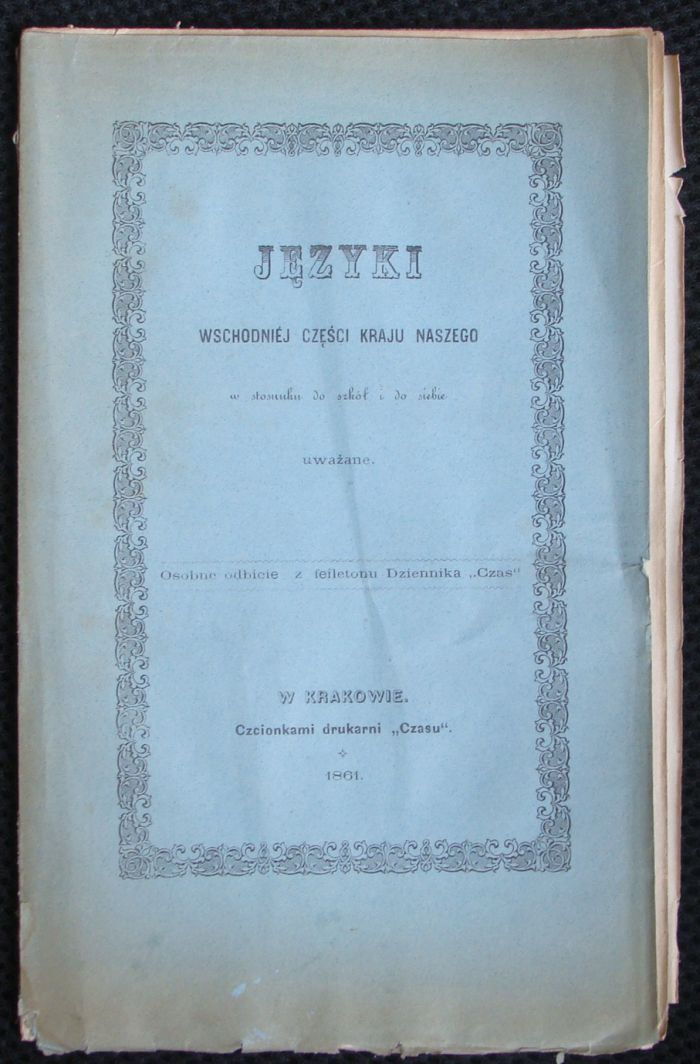 JĘZYKI
WSCHODNIÉJ CZĘŚCI KRAJU NASZEGO
w stosunku do szkół i do siebie
uważane.
Osobne odbicie z feiletonu Dziennika „Czas"
W KRAKOWIE.
Czcionkami drukarni „Czasu".
1861.